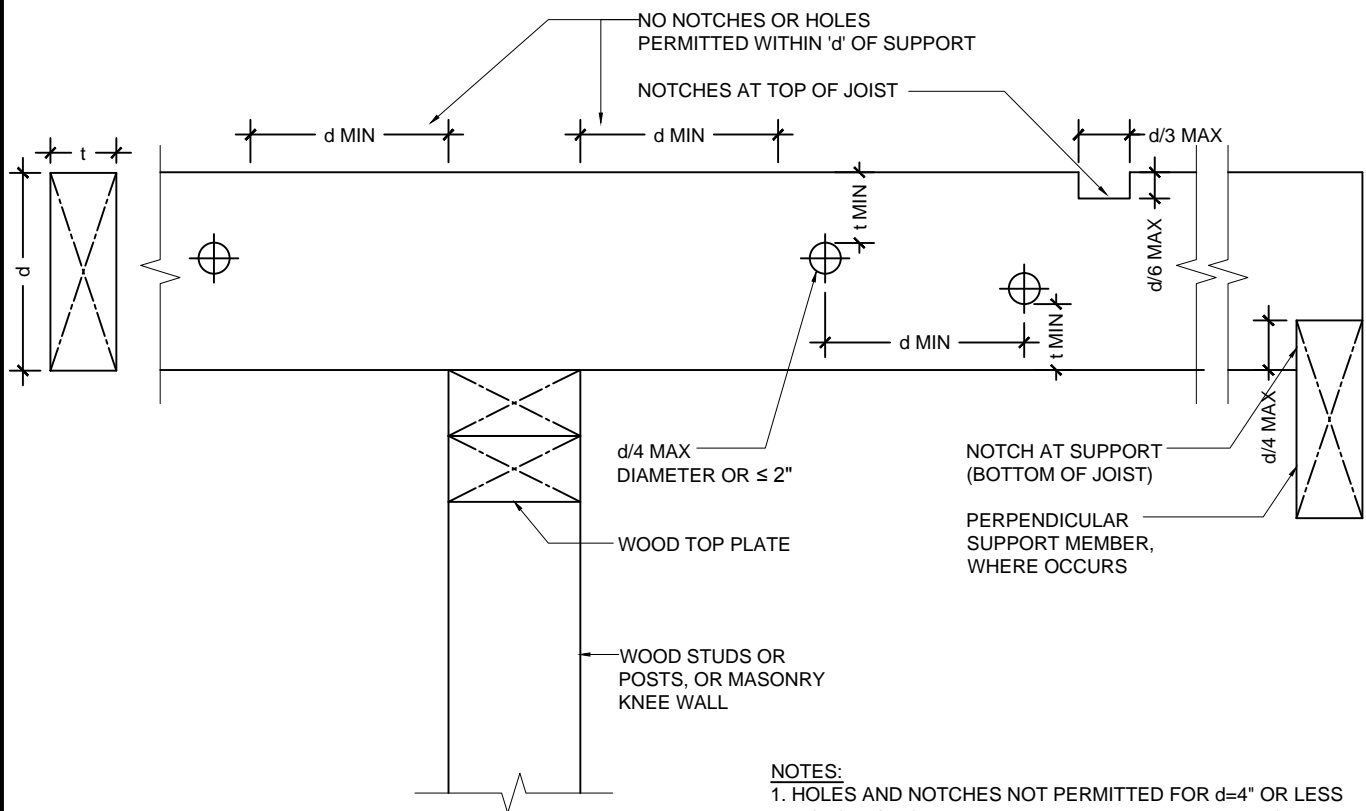 NO NOTCHES OR HOLES
PERMITTED WITHIN 'd' OF SUPPORT
NOTCHES AT TOP OF JOIST
t
d MIN
d MIN
d/3 MAX
t MIN
d/6 MAX
d
d MIN
t MIN
d/4 MAX
d/4 MAX
DIAMETER OR ≤ 2"
NOTCH AT SUPPORT
(BOTTOM OF JOIST)
WOOD TOP PLATE
PERPENDICULAR
SUPPORT MEMBER,
WHERE OCCURS
WOOD STUDS OR
POSTS, OR MASONRY
KNEE WALL
NOTES:
1. HOLES AND NOTCHES NOT PERMITTED FOR d=4" OR LESS